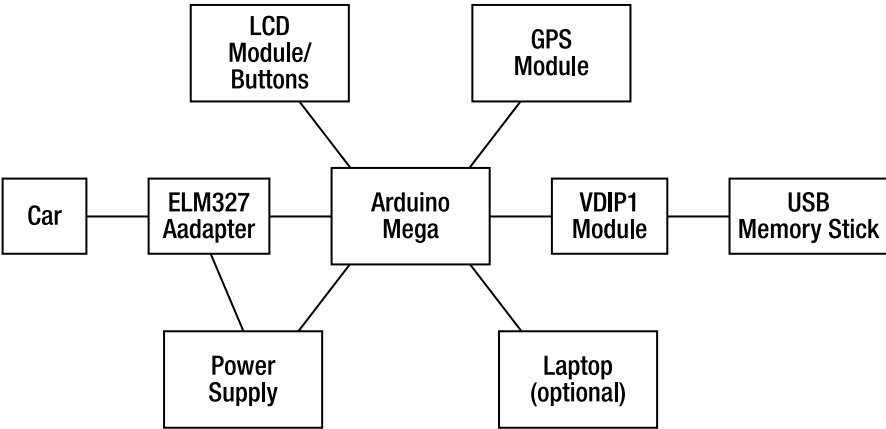 LCD
Module/
Buttons
GPS
Module
Car
ELM327
Aadapter
Arduino
Mega
VDIP1
Module
USB
Memory Stick
Power
Supply
Laptop
(optional)